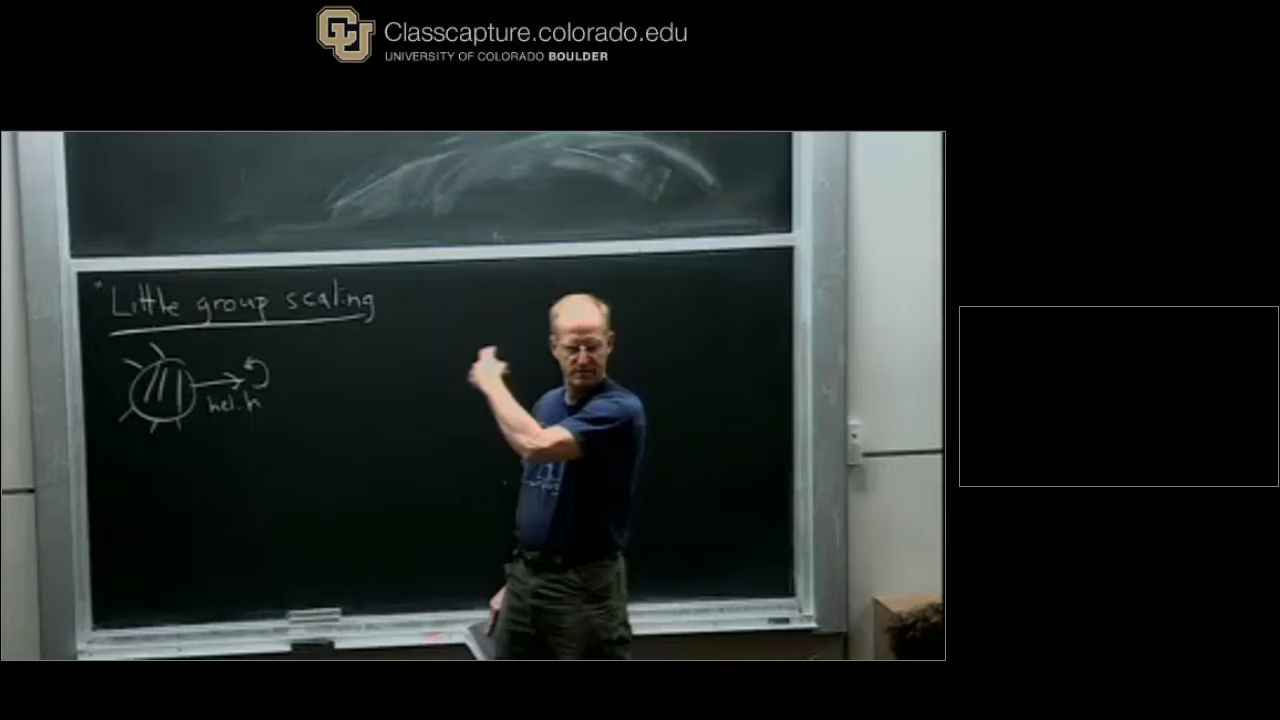 Classcapture.colorado.edu
UNIVERSITY OF COLORADO BOULDER
Little group scaling
hel. h